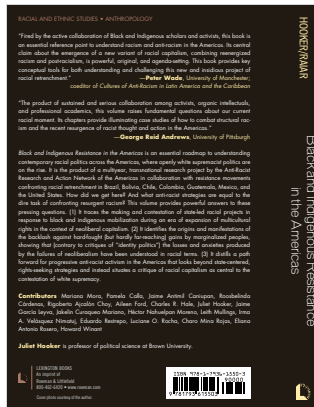 RACIAL AND ETHNIC STUDIES • ANTHROPOLOGY
"Fired by the active collaboration of Black and Indigenous scholars and activists, this book is
an essential reference point to understand racism and anti-racism in the Americas. Its central
claim about the emergence of a new variant of racial capitalism, combining reenergized
racism and postracialism, is powerful, original, and agenda-setting. This book provides key
conceptual tools for both understanding and challenging this new and insidious project of
racial retrenchment."
—Peter Wade, University of Manchester;
coeditor of Cultures of Anti-Racism in Latin America and the Caribbean
"The product of sustained and serious collaboration among activists, organic intellectuals,
and professional academics, this volume raises fundamental questions about our current
racial moment. Its chapters provide illuminating case studies of how to combat structural rac-
ism and the recent resurgence of racist thought and action in the Americas."
—George Reid Andrews, University of Pittsburgh
Black and Indigenous Resistance in the Americas is an essential roadmap to understanding
contemporary racial politics across the Americas, where openly white supremacist politics are
on the rise. It is the product of a multiyear, transnational research project by the Anti-Racist
Research and Action Network of the Americas in collaboration with resistance movements
confronting racial retrenchment in Brazil, Bolivia, Chile, Colombia, Guatemala, Mexico, and
the United States. How did we get here? And what anti-racist strategies are equal to the
dire task of confronting resurgent racism? This volume provides powerful answers to these
pressing questions. (1) It traces the making and contestation of state-led racial projects in
response to black and indigenous mobilization during an era of expansion of multicultural
rights in the context of neoliberal capitalism. (2) It identifies the origins and manifestations of
the backlash against hard-fought (but hardly far-reaching) gains by marginalized peoples,
showing that (contrary to critiques of "identity politics") the losses and anxieties produced
by the failures of neoliberalism have been understood in racial terms. (3) It distills a path
forward for progressive anti-racist activism in the Americas that looks beyond state-centered,
rights-seeking strategies and instead situates a critique of racial capitalism as central to the
contestation of white supremacy.
Contributors Mariana Mora, Pamela Calla, Jaime Antimil Caniupan, Roosbelinda
Cárdenas, Rigoberto Ajcalón Choy, Aileen Ford, Charles R. Hale, Juliet Hooker, Jaime
García Leyva, Jakelin Curaqueo Mariano, Héctor Nahuelpan Moreno, Leith Mullings, Irma
A. Velásquez Nimatuj, Eduardo Restrepo, Luciane O. Rocha, Charo Mina Rojas, Eliana
Antonio Rosero, Howard Winant
Juliet Hooker is professor of political science at Brown University.
LEXINGTON BOOKS
An imprint of
Rowman & Littlefield
800-462-6420 • www.rowman.com
Cover photo courtesy of the author.
ISBN 978-1-7936-1550-3
90000
9 781793 615503
HOOKER/RAIAR
Black and Indigenous Resistance
in the Americas